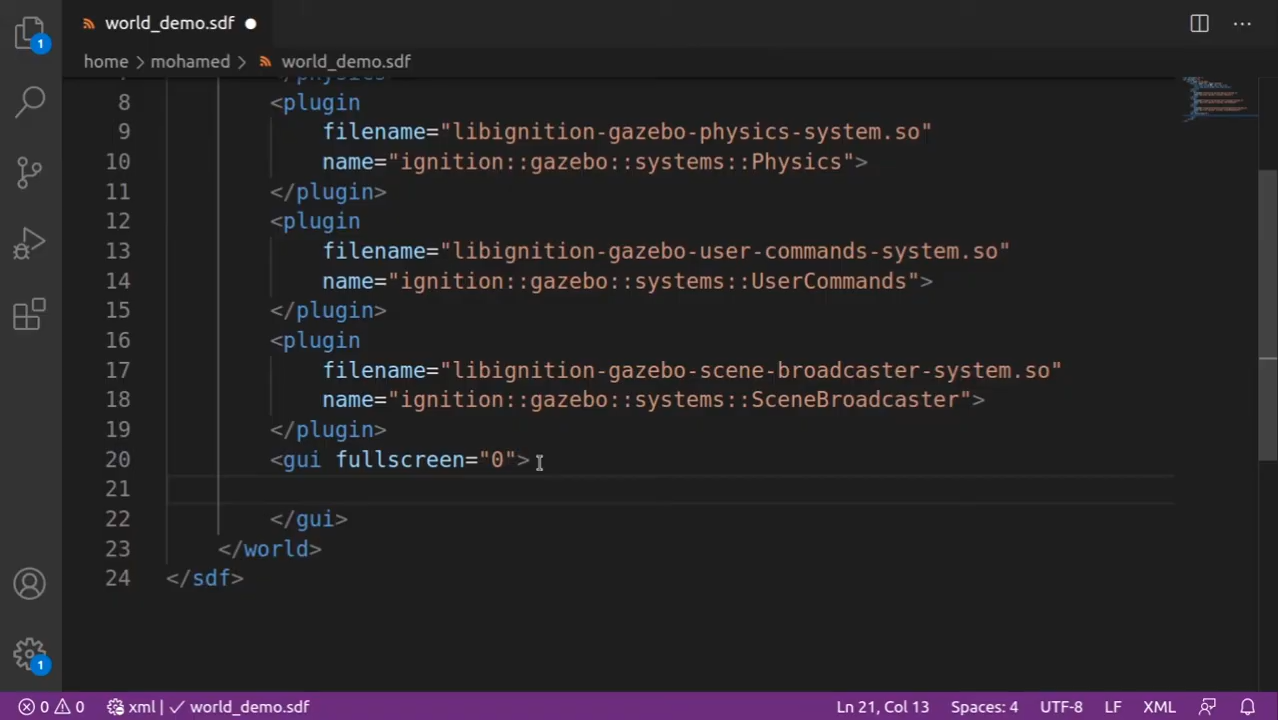 world_demo.sdf
1
home > mohamed > world_demo.sdf
</physics>
8 <plugin
9 filename="libignition-gazebo-physics-system.so"
10 name="ignition::gazebo::systems::Physics">
11 </plugin>
12 <plugin
13 filename="libignition-gazebo-user-commands-system.so"
14 name="ignition::gazebo::systems::UserCommands">
15 </plugin>
16 <plugin
17 filename="libignition-gazebo-scene-broadcaster-system.so"
18 name="ignition::gazebo::systems::SceneBroadcaster">
19 </plugin>
20 <gui fullscreen="0">
21
22 </gui>
23 </world>
24 </sdf>
1
0 0 xml | ✓ world_demo.sdf Ln 21, Col 13 Spaces: 4 UTF-8 LF XML